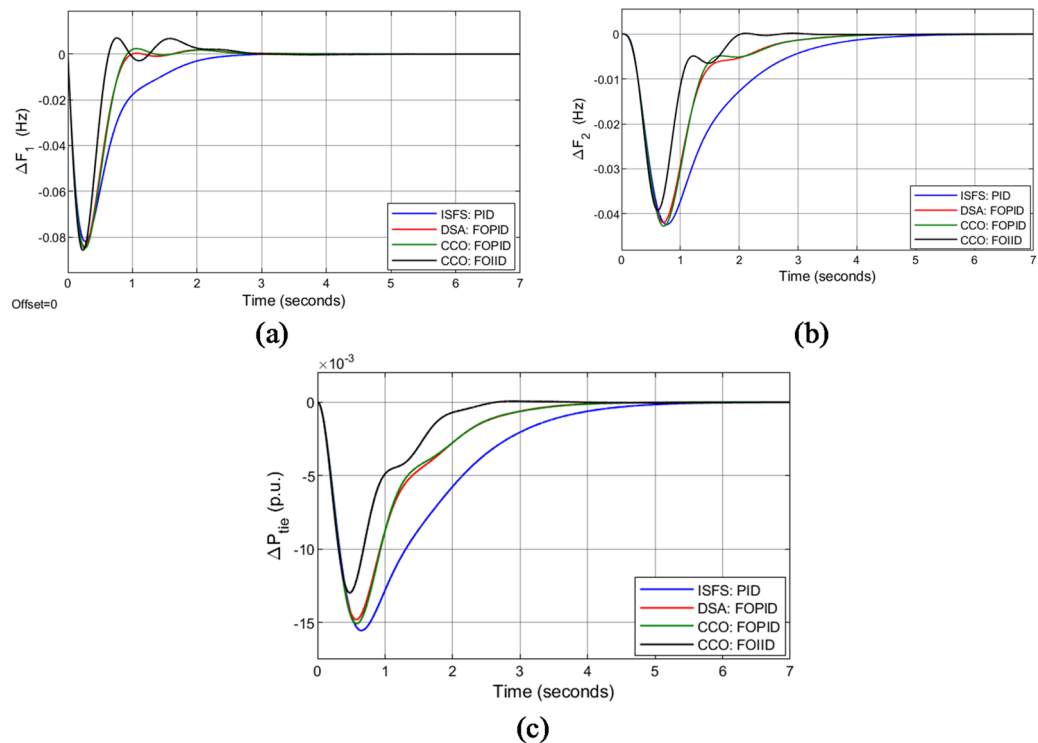 0
-0.02
-0.04
-0.06
-0.08
ΔF1 (Hz)
ISFS: PID
DSA: FOPID
CCO: FOPID
CCO: FOIID
0 1 2 3 4 5 6 7
Time (seconds)
Offset=0
(a)
0
-0.01
-0.02
-0.03
-0.04
ΔF2 (Hz)
ISFS: PID
DSA: FOPID
CCO: FOPID
CCO: FOIID
0 1 2 3 4 5 6 7
Time (seconds)
(b)
×10-3
0
-5
-10
-15
ΔPtie (p.u.)
ISFS: PID
DSA: FOPID
CCO: FOPID
CCO: FOIID
0 1 2 3 4 5 6 7
Time (seconds)
(c)